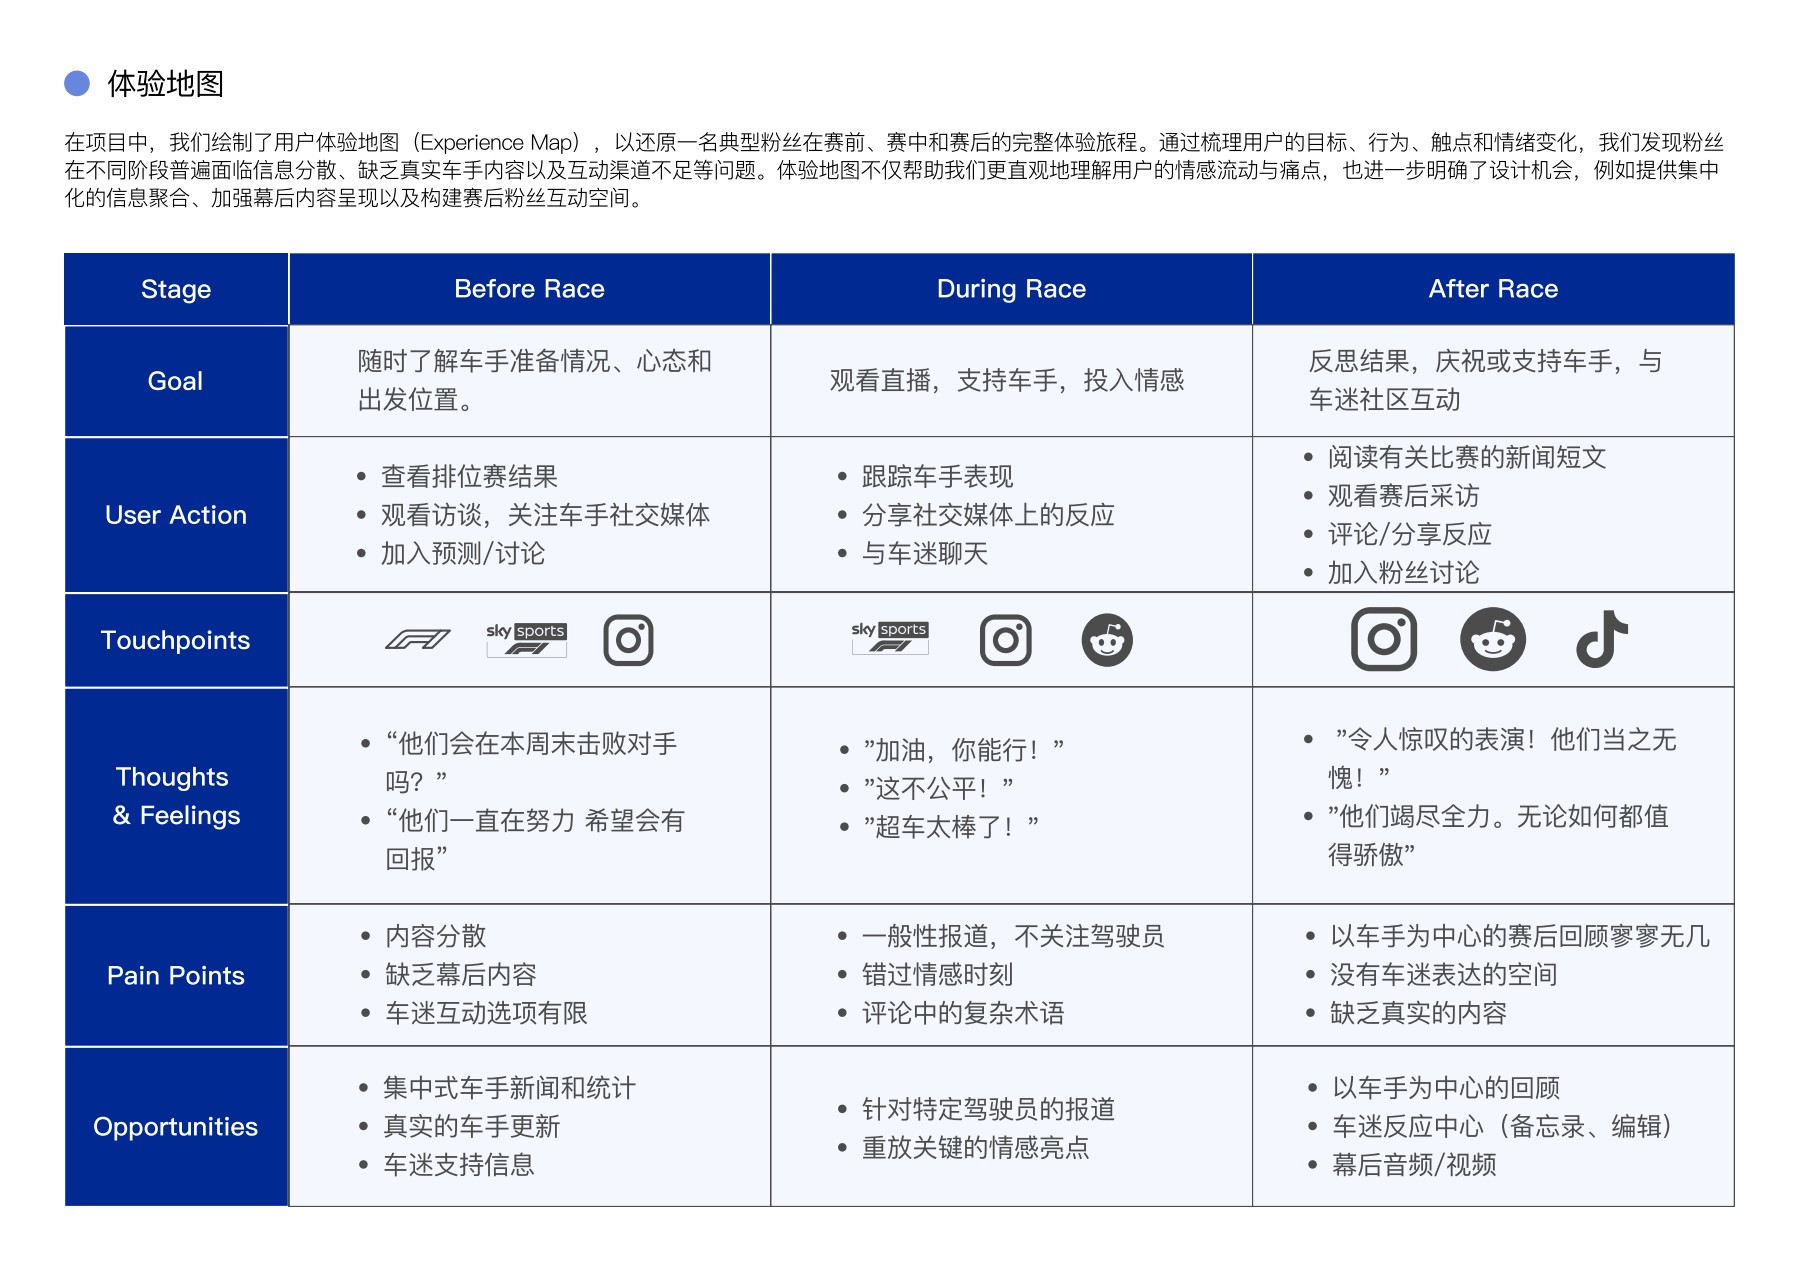 体验地图
在项目中，我们绘制了用户体验地图（Experience Map），以还原一名典型粉丝在赛前、赛中和赛后的完整体验旅程。通过梳理用户的目标、行为、触点和情绪变化，我们发现粉丝
在不同阶段普遍面临信息分散、缺乏真实车手内容以及互动渠道不足等问题。体验地图不仅帮助我们更直观地理解用户的情感流动与痛点，也进一步明确了设计机会，例如提供集中
化的信息聚合、加强幕后内容呈现以及构建赛后粉丝互动空间。
Stage
Before Race
During Race
After Race
Goal
随时了解车手准备情况、心态和
出发位置。
观看直播，支持车手，投入情感
反思结果，庆祝或支持车手，与
车迷社区互动
User Action
• 查看排位赛结果
• 观看访谈，关注车手社交媒体
• 加入预测/讨论
• 跟踪车手表现
• 分享社交媒体上的反应
• 与车迷聊天
• 阅读有关比赛的新闻短文
• 观看赛后采访
• 评论/分享反应
• 加入粉丝讨论
Touchpoints
F1
sky sports
F1
sky sports
F1
Thoughts
& Feelings
• “他们会在本周末击败对手
吗？”
• “他们一直在努力 希望会有
回报”
• ”加油，你能行！”
• ”这不公平！”
• ”超车太棒了！”
• ”令人惊叹的表演！他们当之无
愧！”
• ”他们竭尽全力。无论如何都值
得骄傲”
Pain Points
• 内容分散
• 缺乏幕后内容
• 车迷互动选项有限
• 一般性报道，不关注驾驶员
• 错过情感时刻
• 评论中的复杂术语
• 以车手为中心的赛后回顾寥寥无几
• 没有车迷表达的空间
• 缺乏真实的内容
Opportunities
• 集中式车手新闻和统计
• 真实的车手更新
• 车迷支持信息
• 针对特定驾驶员的报道
• 重放关键的情感亮点
• 以车手为中心的回顾
• 车迷反应中心（备忘录、编辑）
• 幕后音频/视频